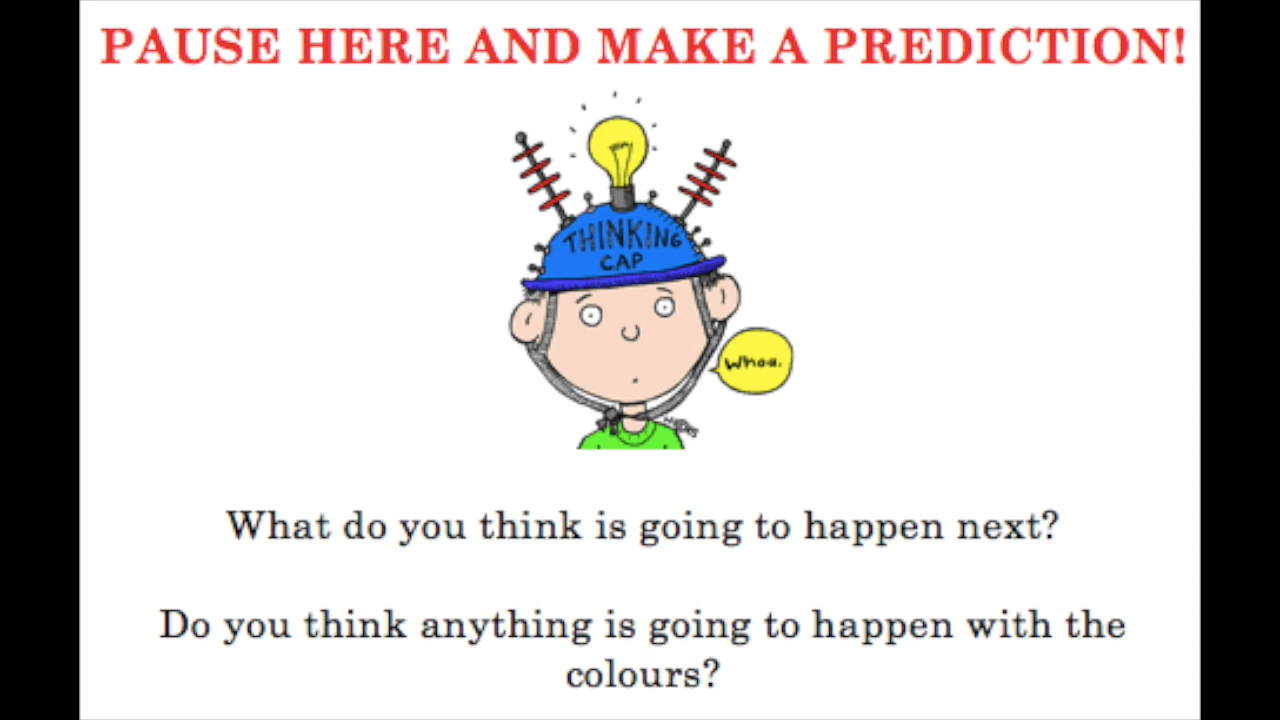 PAUSE HERE AND MAKE A PREDICTION!
THINKING
CAP
Whoa.
What do you think is going to happen next?
Do you think anything is going to happen with the
colours?